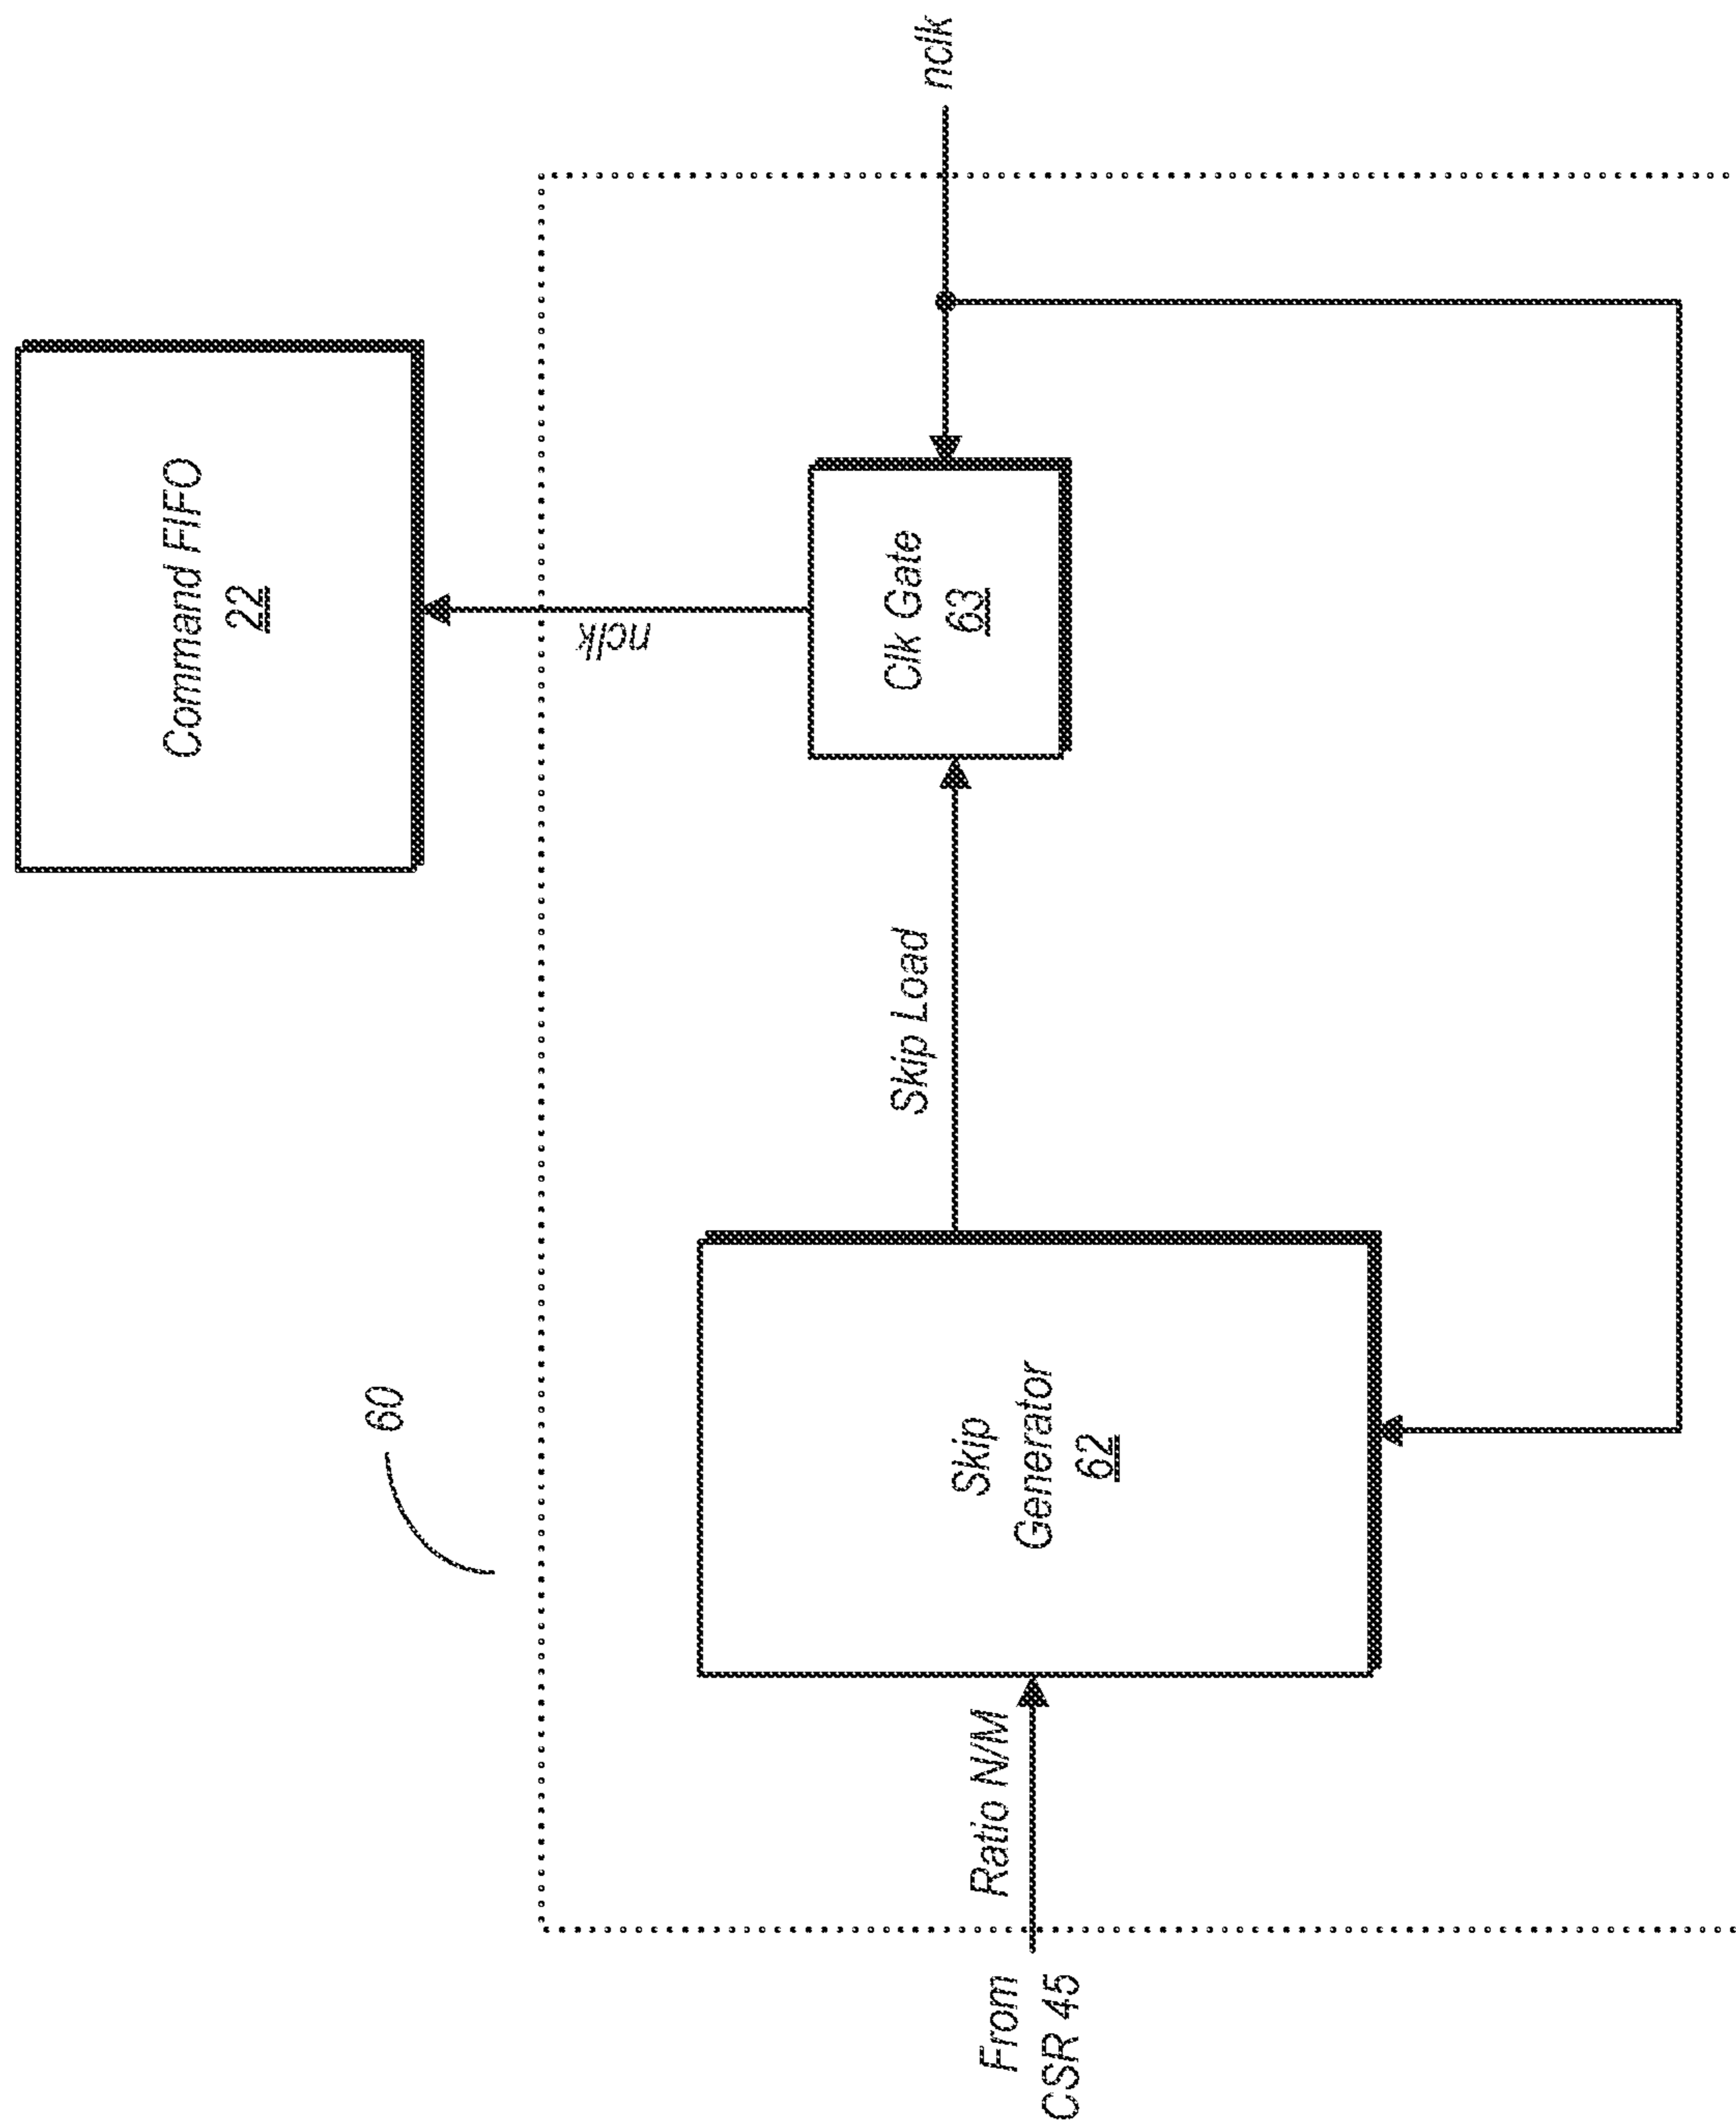 Command FIFO
22
60
nclk
nclk
Skip Load
Clk Gate
63
Ratio N/M
Skip
Generator
62
From
CSR 45